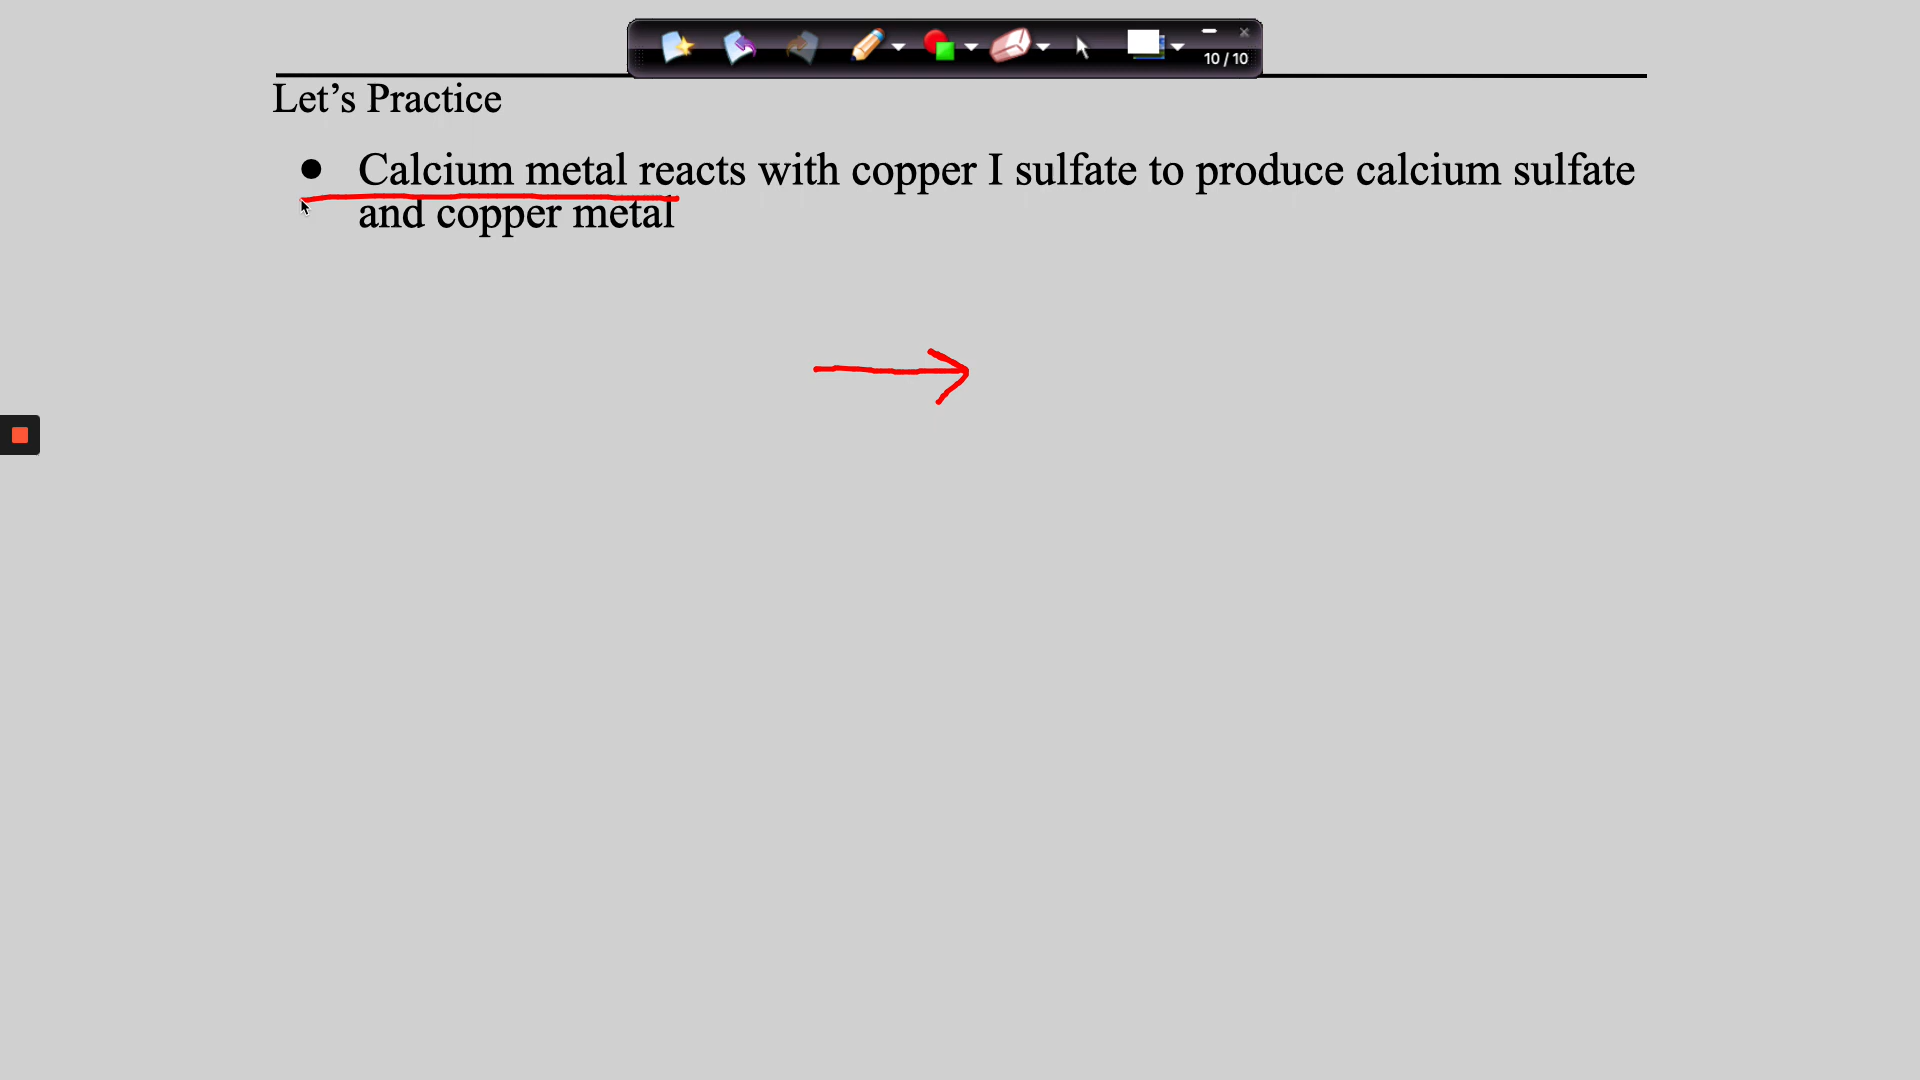 10 / 10
Let’s Practice
● Calcium metal reacts with copper I sulfate to produce calcium sulfate
and copper metal